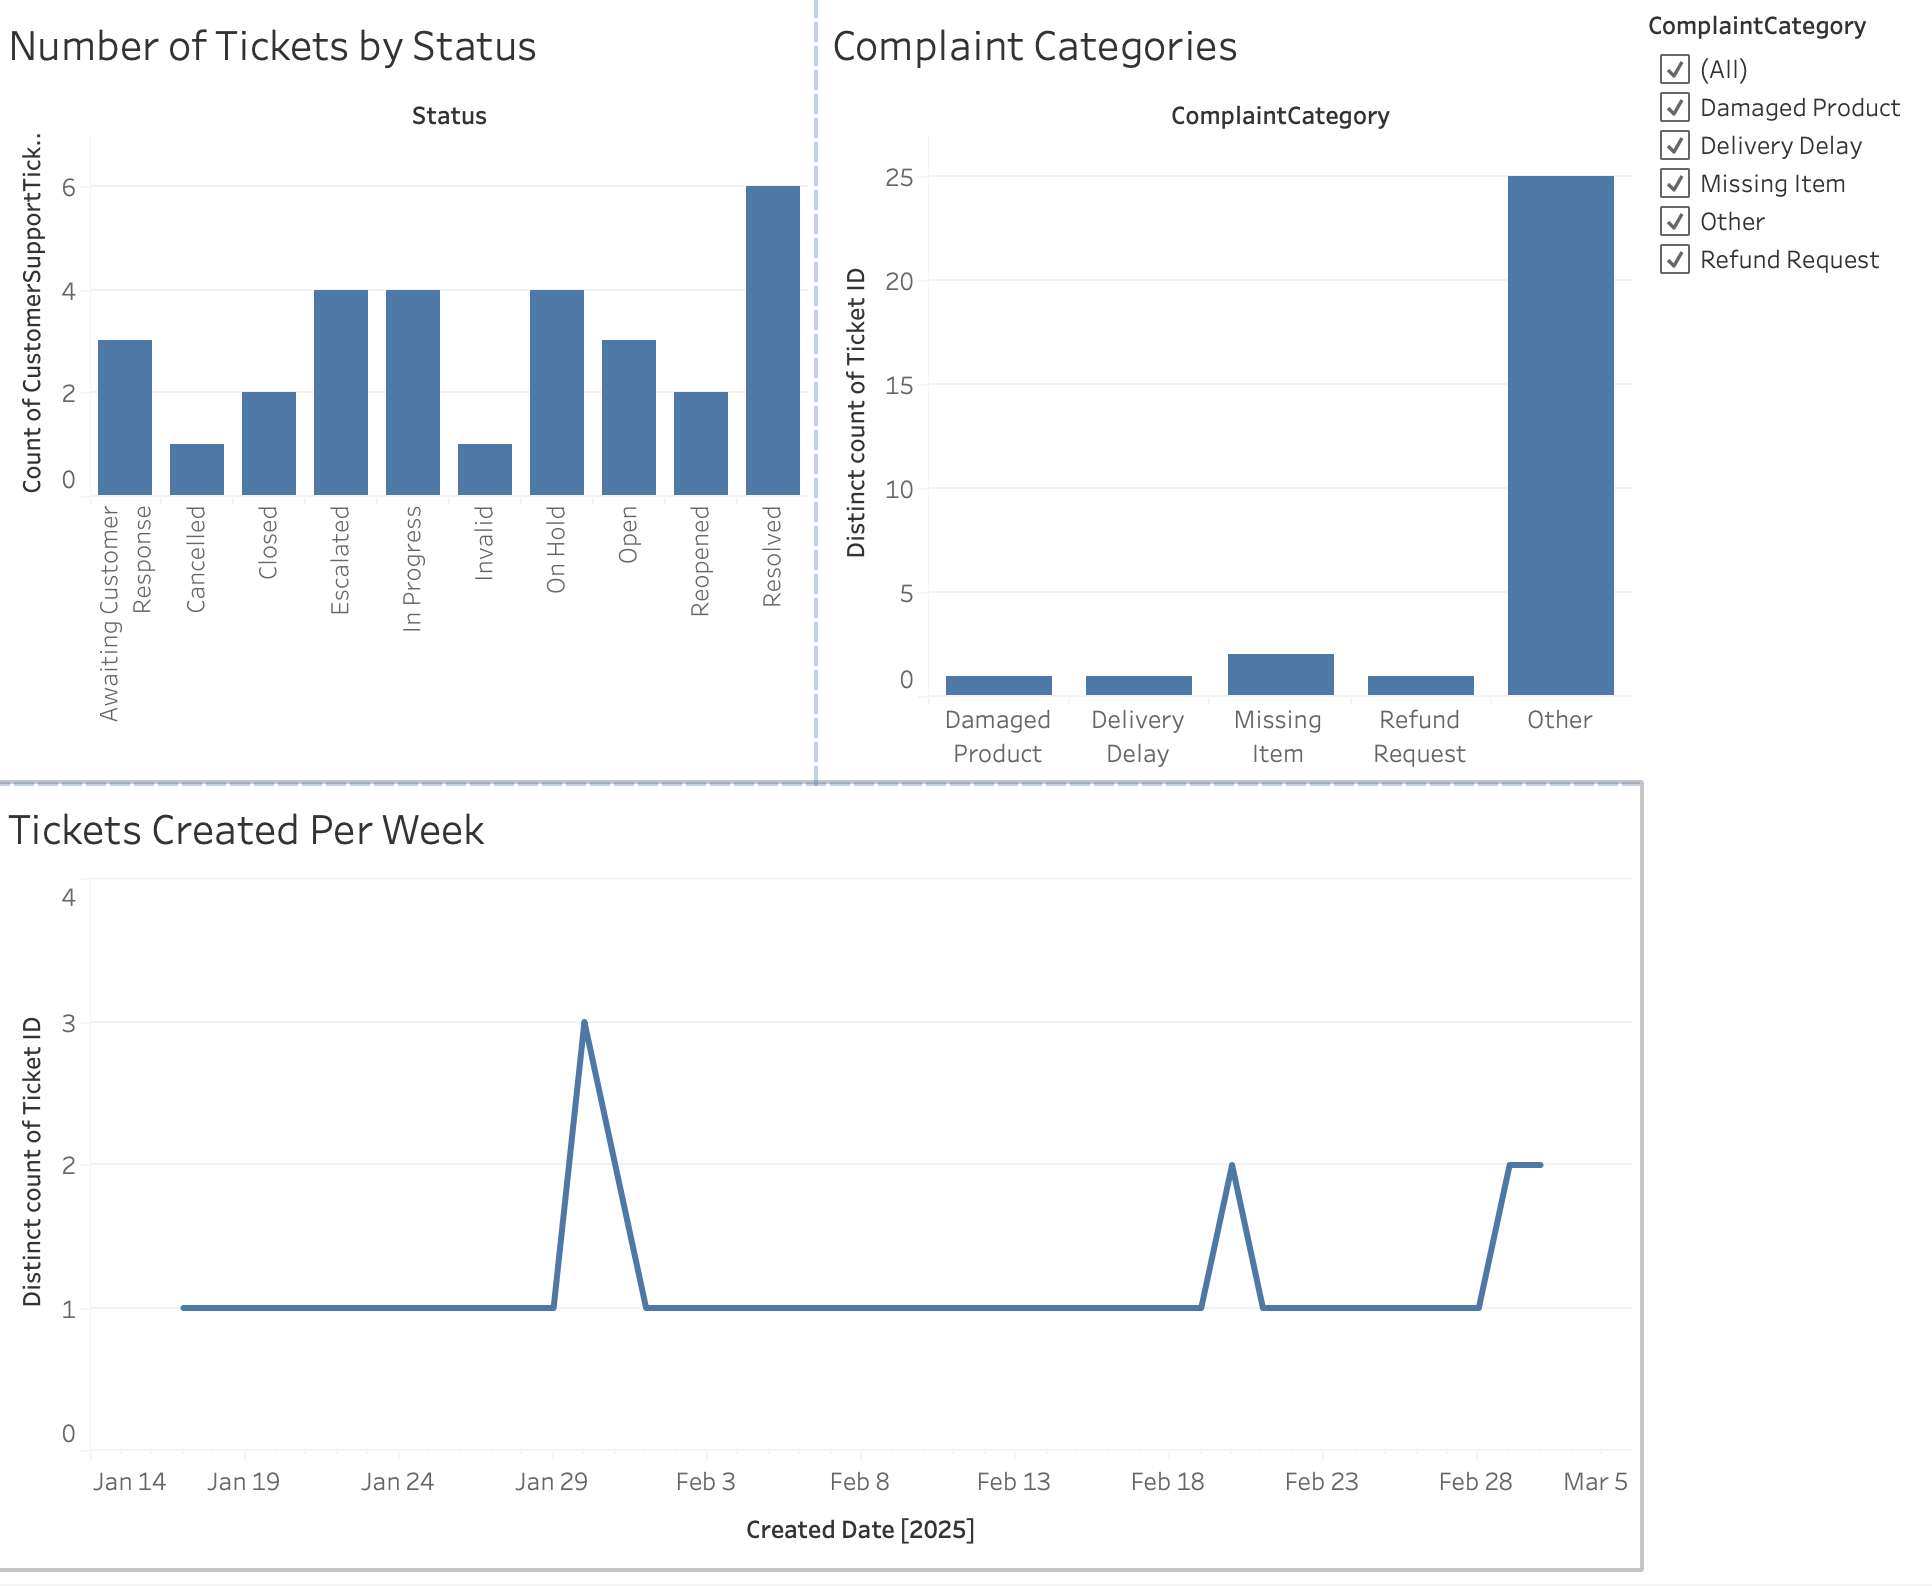 Number of Tickets by Status
Status
Count of CustomerSupportTick..
6
4
2
0
Awaiting Customer
Response
Cancelled
Closed
Escalated
In Progress
Invalid
On Hold
Open
Reopened
Resolved
Complaint Categories
ComplaintCategory
Distinct count of Ticket ID
25
20
15
10
5
0
Damaged
Product
Delivery
Delay
Missing
Item
Refund
Request
Other
ComplaintCategory
(All)
Damaged Product
Delivery Delay
Missing Item
Other
Refund Request
Tickets Created Per Week
Distinct count of Ticket ID
4
3
2
1
0
Jan 14
Jan 19
Jan 24
Jan 29
Feb 3
Feb 8
Feb 13
Feb 18
Feb 23
Feb 28
Mar 5
Created Date [2025]